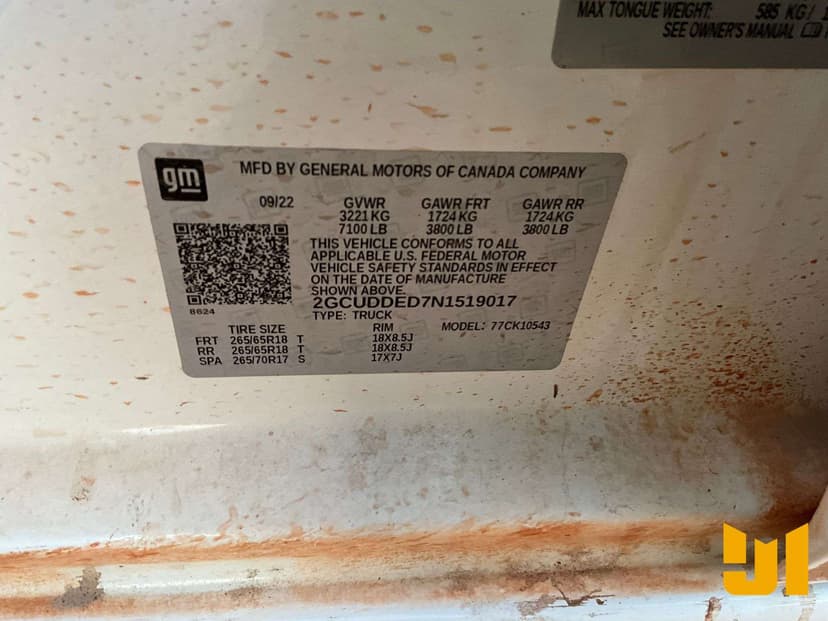 MAX TONGUE WEIGHT: 585 KG/
SEE OWNER'S MANUAL
gm
MFD BY GENERAL MOTORS OF CANADA COMPANY
09/22 GVWR GAWR FRT GAWR RR
3221 KG 1724 KG 1724 KG
7100 LB 3800 LB 3800 LB
THIS VEHICLE CONFORMS TO ALL
APPLICABLE U.S. FEDERAL MOTOR
VEHICLE SAFETY STANDARDS IN EFFECT
ON THE DATE OF MANUFACTURE
SHOWN ABOVE.
2GCUDDED7N1519017
8624
TYPE: TRUCK
TIRE SIZE RIM MODEL: 77CK10543
FRT 265/65R18 T 18X8.5J
RR 265/65R18 T 18X8.5J
SPA 265/70R17 S 17X7J